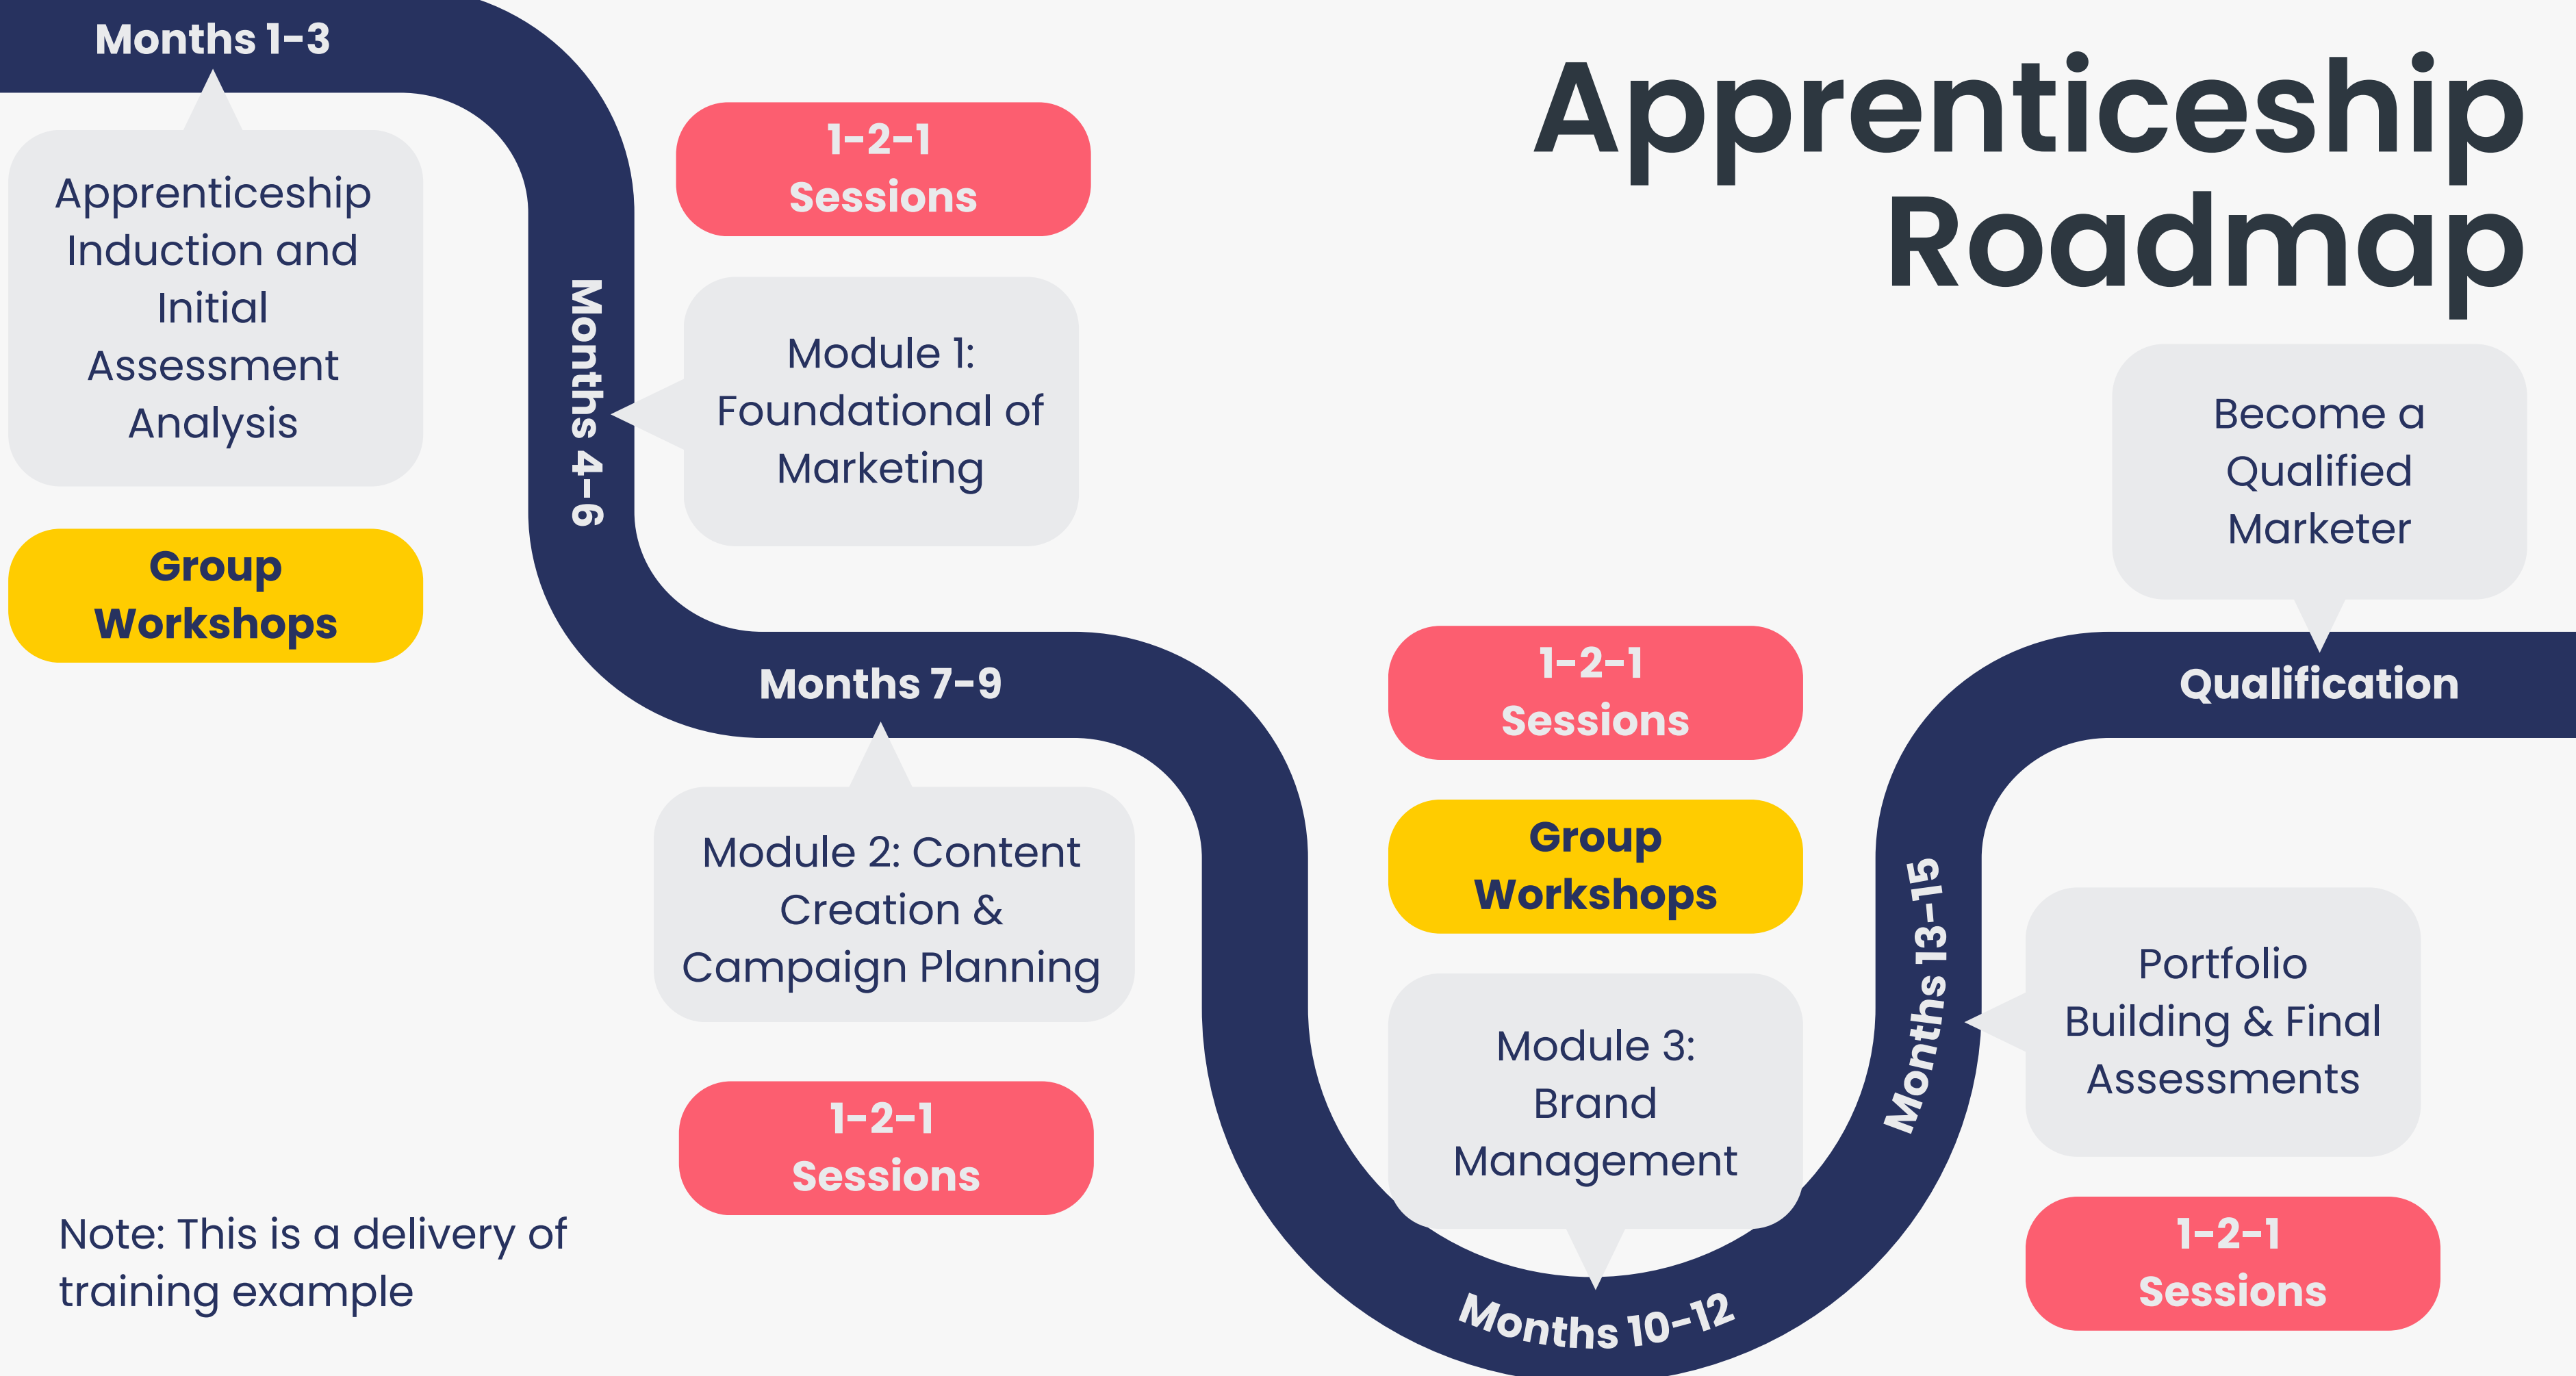 Apprenticeship
Roadmap
Months 1-3
Apprenticeship
Induction and
Initial
Assessment
Analysis
Group
Workshops
Months 4-6
1-2-1
Sessions
Module 1:
Foundational of
Marketing
Months 7-9
Module 2: Content
Creation &
Campaign Planning
1-2-1
Sessions
Months 10-12
1-2-1
Sessions
Group
Workshops
Module 3:
Brand
Management
Months 13-15
Portfolio
Building & Final
Assessments
1-2-1
Sessions
Become a
Qualified
Marketer
Qualification
Note: This is a delivery of
training example